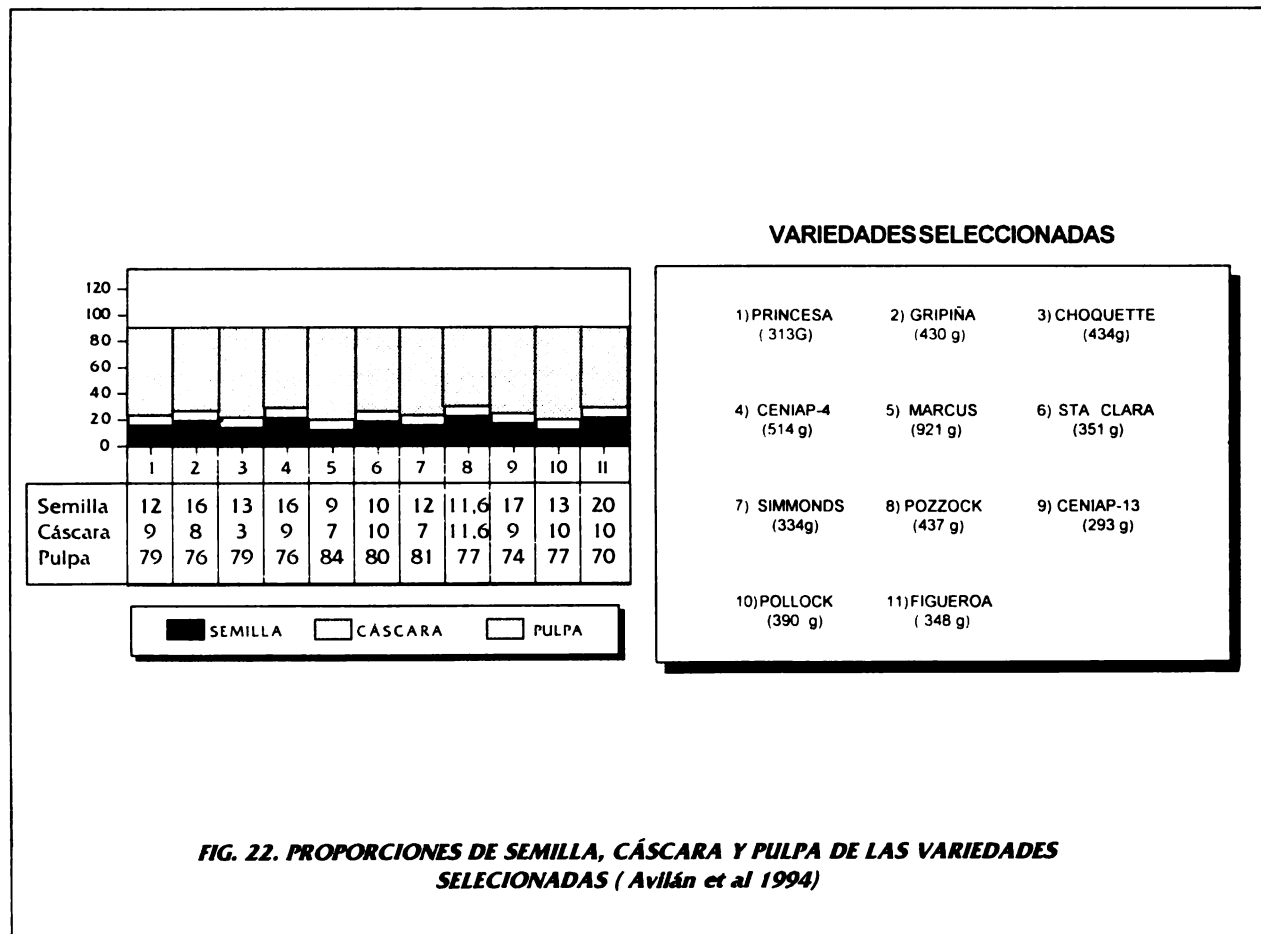 120
100
80
60
40
20
0
1 2 3 4 5 6 7 8 9 10 11
Semilla 12 16 13 16 9 10 12 11,6 17 13 20
Cáscara 9 8 3 9 7 10 7 11.6 9 10 10
Pulpa 79 76 79 76 84 80 81 77 74 77 70
SEMILLA CÁSCARA PULPA
VARIEDADES SELECCIONADAS
1) PRINCESA 2) GRIPIÑA 3) CHOQUETTE
( 313G) (430 g) (434g)
4) CENIAP-4 5) MARCUS 6) STA CLARA
(514 g) (921 g) (351 g)
7) SIMMONDS 8) POZZOCK 9) CENIAP-13
(334g) (437 g) (293 g)
10) POLLOCK 11) FIGUEROA
(390 g) ( 348 g)
FIG. 22. PROPORCIONES DE SEMILLA, CÁSCARA Y PULPA DE LAS VARIEDADES
SELECIONADAS ( Avilán et al 1994)